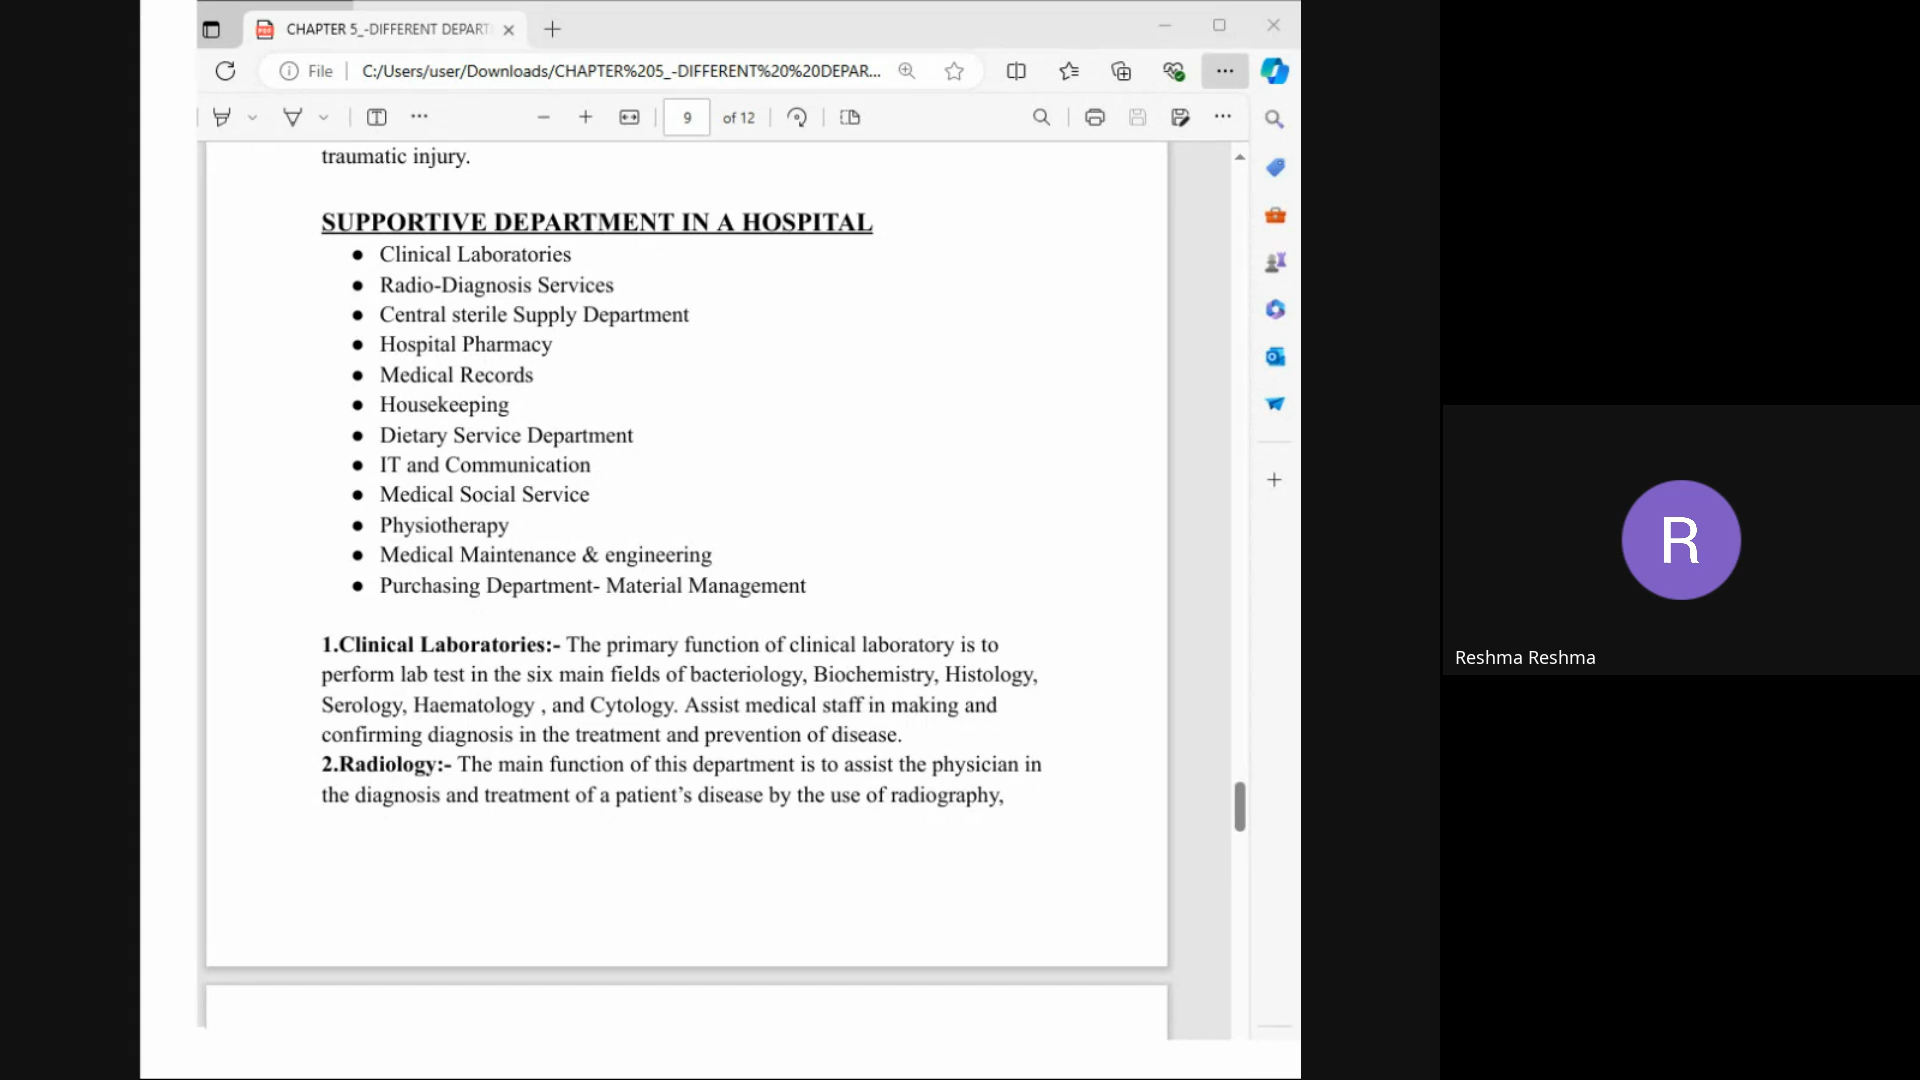 CHAPTER 5_-DIFFERENT DEPART
File
C:/Users/user/Downloads/CHAPTER%205_-DIFFERENT%20%20DEPAR...
9 of 12
traumatic injury.
SUPPORTIVE DEPARTMENT IN A HOSPITAL
● Clinical Laboratories
● Radio-Diagnosis Services
● Central sterile Supply Department
● Hospital Pharmacy
● Medical Records
● Housekeeping
● Dietary Service Department
● IT and Communication
● Medical Social Service
● Physiotherapy
● Medical Maintenance & engineering
● Purchasing Department- Material Management
1.Clinical Laboratories:- The primary function of clinical laboratory is to
perform lab test in the six main fields of bacteriology, Biochemistry, Histology,
Serology, Haematology , and Cytology. Assist medical staff in making and
confirming diagnosis in the treatment and prevention of disease.
2.Radiology:- The main function of this department is to assist the physician in
the diagnosis and treatment of a patient’s disease by the use of radiography,
R
Reshma Reshma